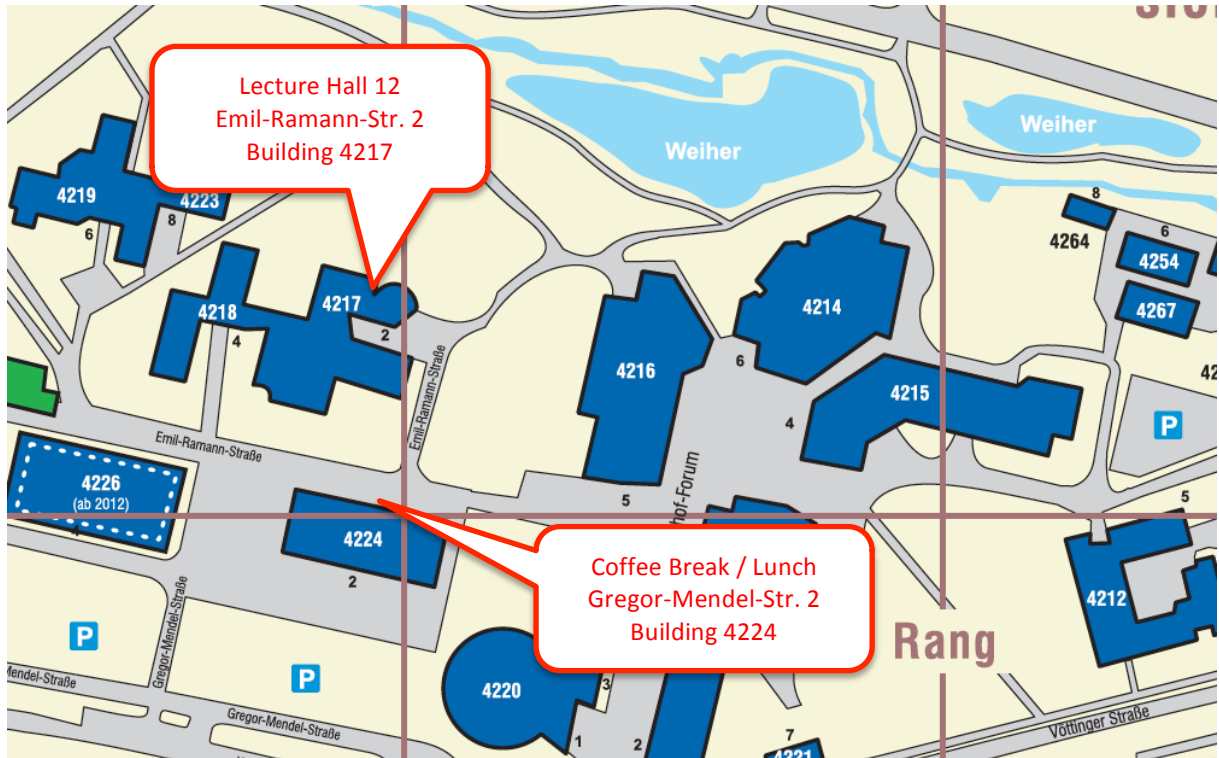 Lecture Hall 12
Emil-Ramann-Str. 2
Building 4217
Weiher
Weiher
4219
4223
8
6
4218
4
4217
2
4216
5
4214
6
4215
4
8
4264
6
4254
4267
P
Emil-Ramann-Straße
Emil-Ramann-Straße
4226
(ab 2012)
4224
2
hof-Forum
5
Coffee Break / Lunch
Gregor-Mendel-Str. 2
Building 4224
4212
Rang
P
P
Gregor-Mendel-Straße
Mendel-Straße
Gregor-Mendel-Straße
4220
3
1
2
7
4221
Vöttinger Straße